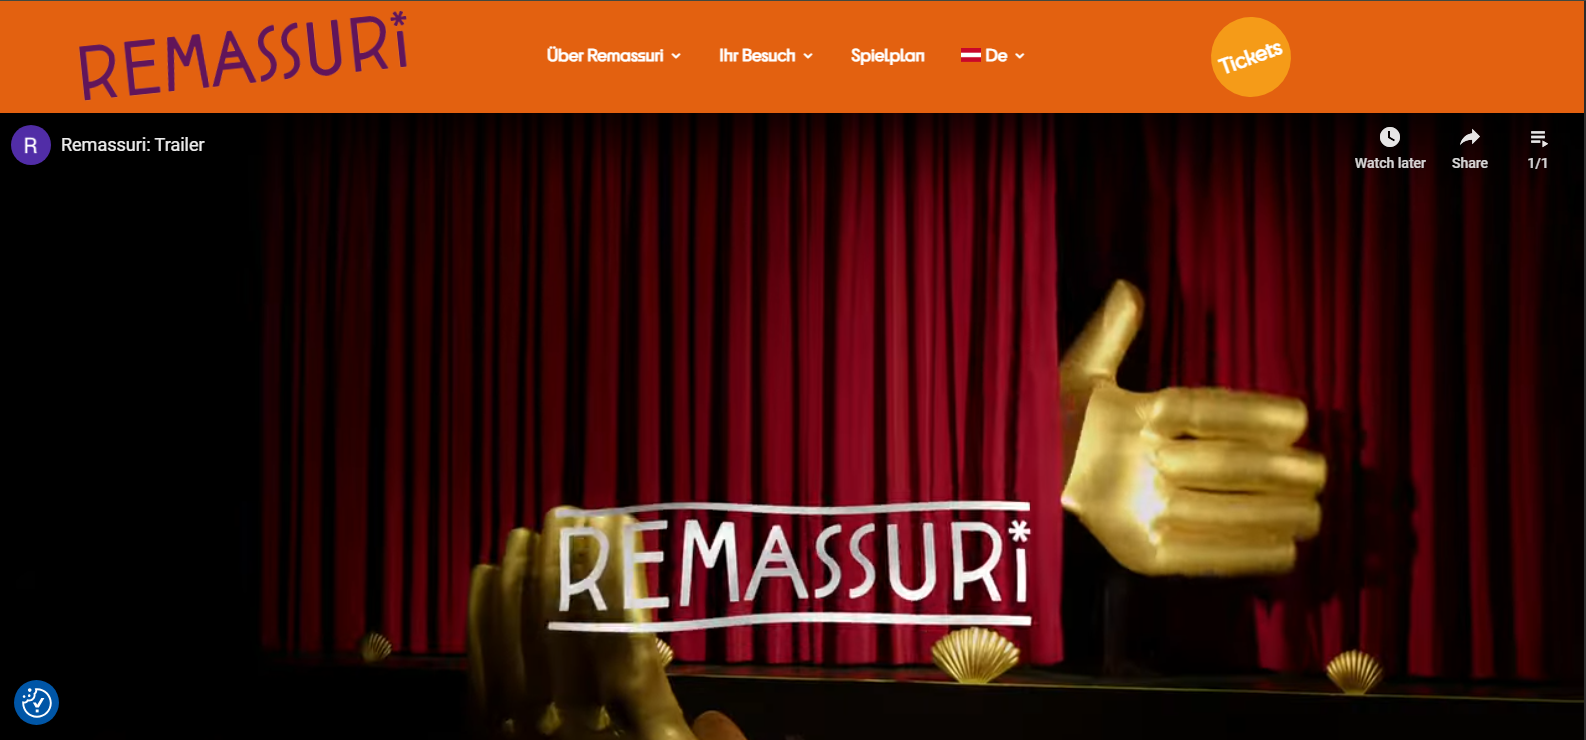 REMASSURi*
Über Remassuri
Ihr Besuch
Spielplan
De
Tickets
R
Remassuri: Trailer
Watch later
Share
1/1
REMASSURi*